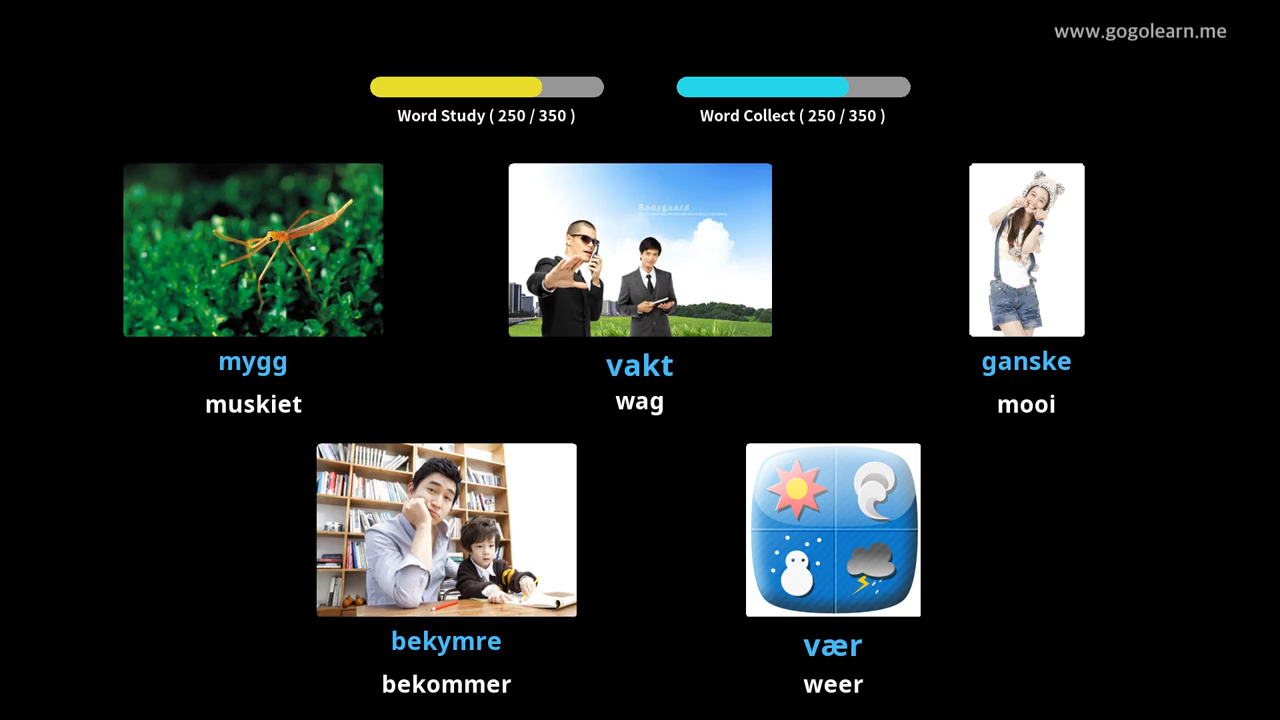 www.gogolearn.me
Word Study ( 250 / 350 )
Word Collect ( 250 / 350 )
Bodyguard
mygg
muskiet
vakt
wag
ganske
mooi
bekymre
bekommer
vær
weer